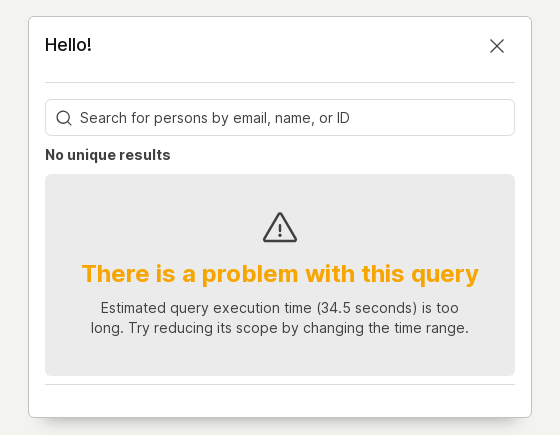 Hello!
Search for persons by email, name, or ID
No unique results
There is a problem with this query
Estimated query execution time (34.5 seconds) is too
long. Try reducing its scope by changing the time range.